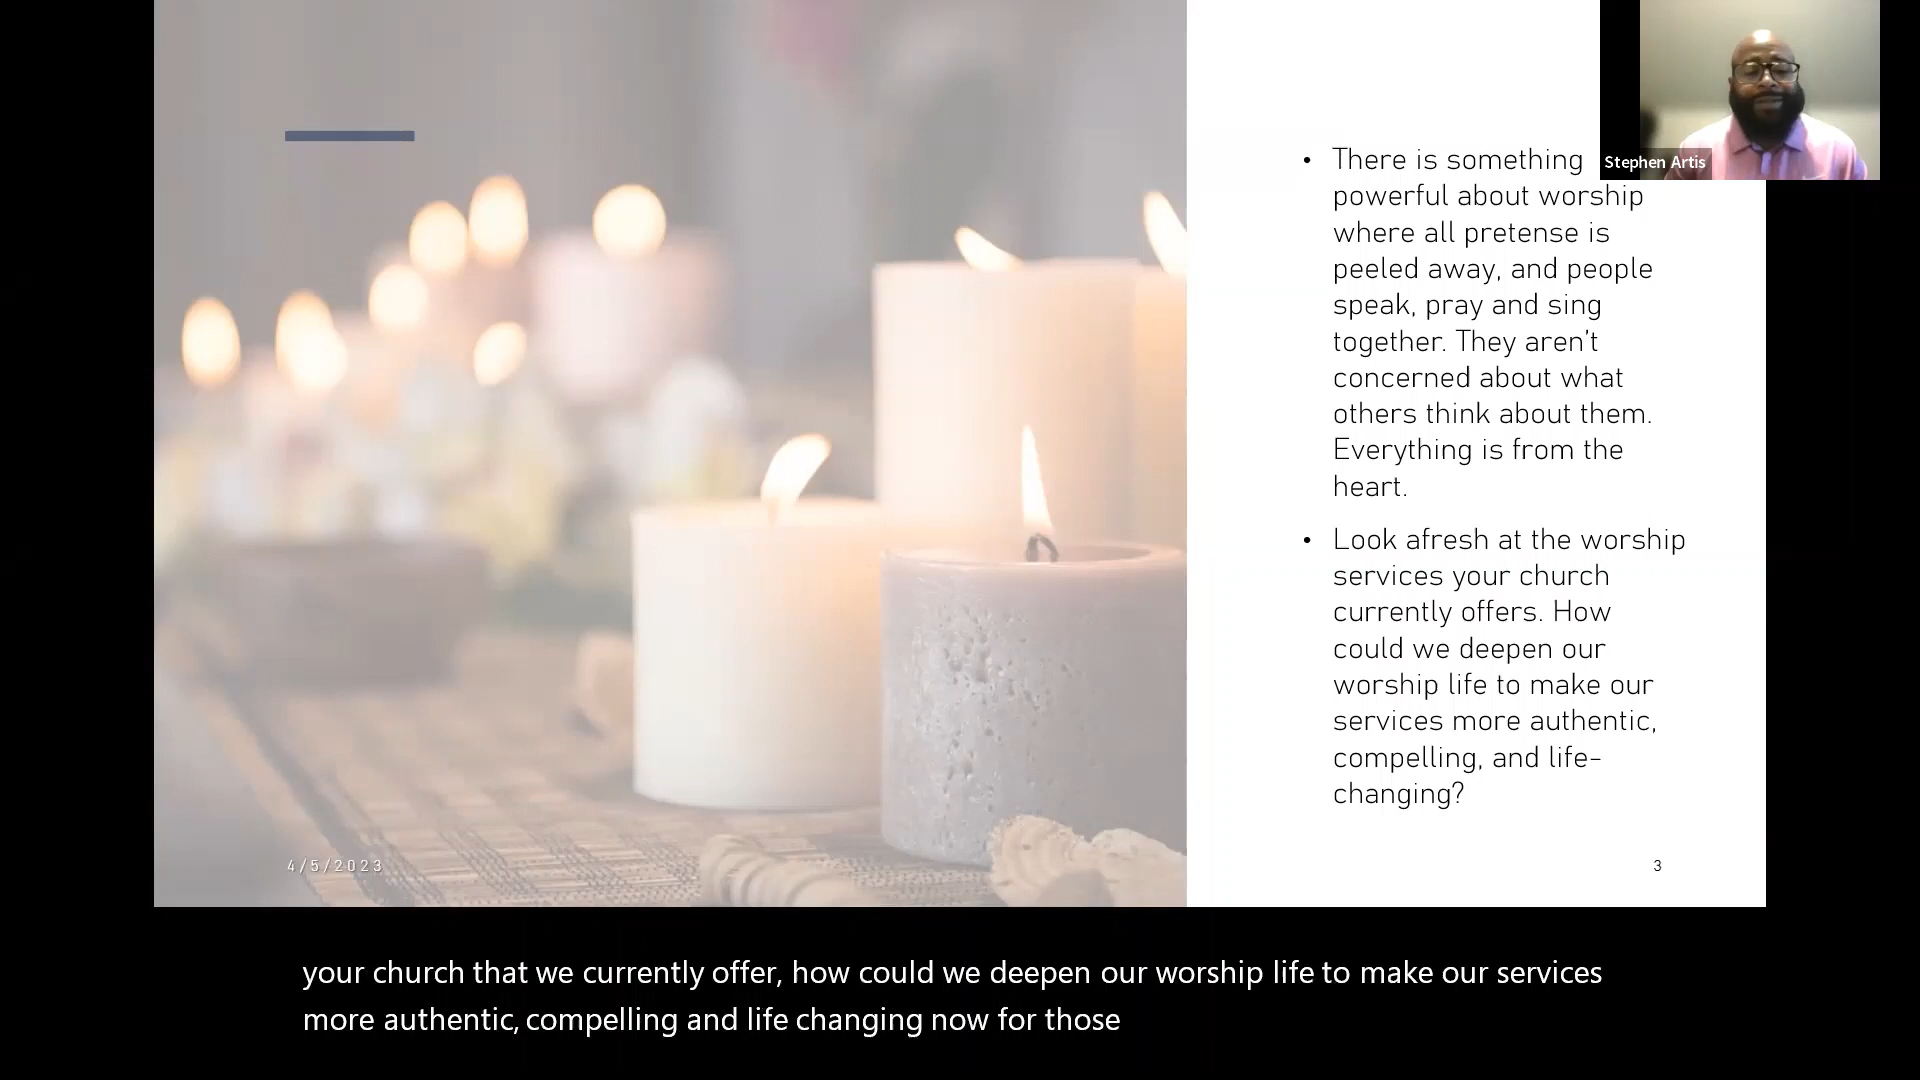 Stephen Artis
• There is something
powerful about worship
where all pretense is
peeled away, and people
speak, pray and sing
together. They aren’t
concerned about what
others think about them.
Everything is from the
heart.
• Look afresh at the worship
services your church
currently offers. How
could we deepen our
worship life to make our
services more authentic,
compelling, and life-
changing?
4/5/2023
3
your church that we currently offer, how could we deepen our worship life to make our services
more authentic, compelling and life changing now for those